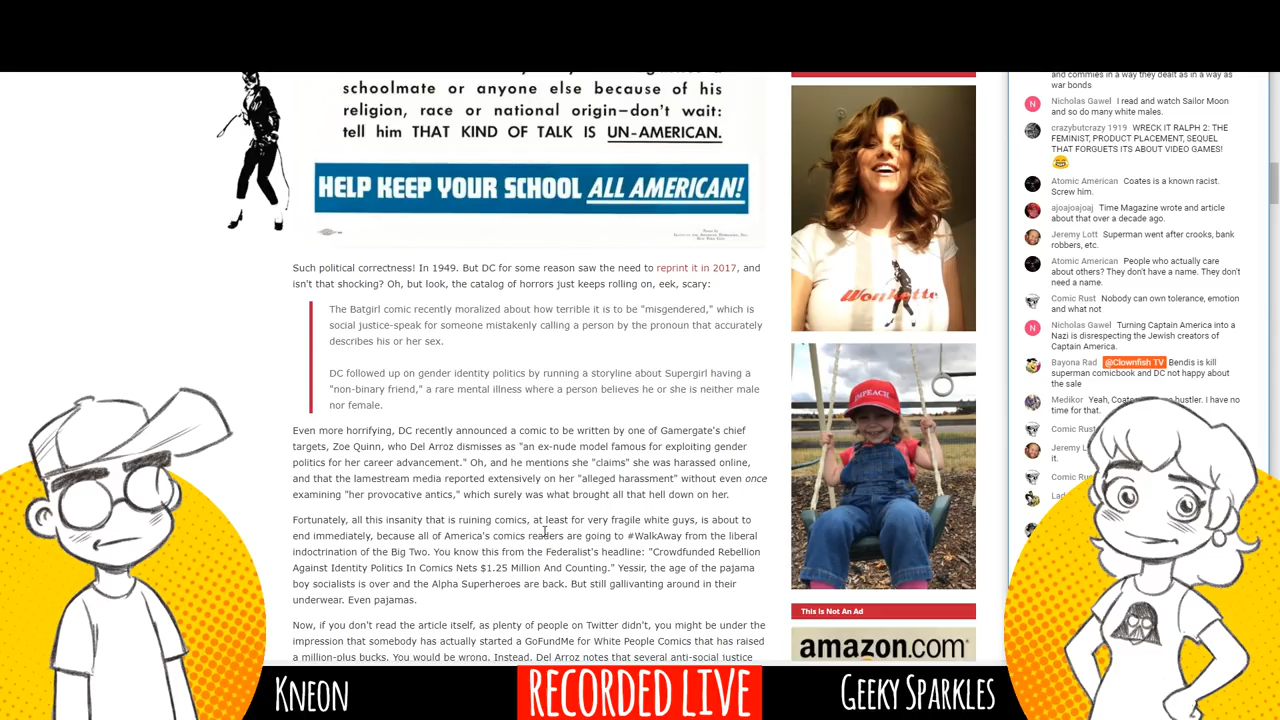 schoolmate or anyone else because of his
religion, race or national origin—don't wait:
tell him THAT KIND OF TALK IS UN-AMERICAN.
HELP KEEP YOUR SCHOOL ALL AMERICAN!
Such political correctness! In 1949. But DC for some reason saw the need to reprint it in 2017, and
isn't that shocking? Oh, but look, the catalog of horrors just keeps rolling on, eek, scary:
The Batgirl comic recently moralized about how terrible it is to be "misgendered," which is
social justice-speak for someone mistakenly calling a person by the pronoun that accurately
describes his or her sex.
DC followed up on gender identity politics by running a storyline about Supergirl having a
"non-binary friend," a rare mental illness where a person believes he or she is neither male
nor female.
Even more horrifying, DC recently announced a comic to be written by one of Gamergate's chief
targets, Zoe Quinn, who Del Arroz dismisses as "an ex-nude model famous for exploiting gender
politics for her career advancement." Oh, and he mentions she "claims" she was harassed online,
and that the lamestream media reported extensively on her "alleged harassment" without even once
examining "her provocative antics," which surely was what brought all that hell down on her.
Fortunately, all this insanity that is ruining comics, at least for very fragile white guys, is about to
end immediately, because all of America's comics readers are going to #WalkAway from the liberal
indoctrination of the Big Two. You know this from the Federalist's headline: "Crowdfunded Rebellion
Against Identity Politics In Comics Nets $1.25 Million And Counting." Yessir, the age of the pajama
boy socialists is over and the Alpha Superheroes are back. But still gallivanting around in their
underwear. Even pajamas.
Now, if you don't read the article itself, as plenty of people on Twitter didn't, you might be under the
impression that somebody has actually started a GoFundMe for White People Comics that has raised
a million-plus bucks. You would be wrong. Instead, Del Arroz notes that several anti-social justice
Wonkette
IMPEACH
This Is Not An Ad
amazon.com
and commies in a way they dealt as in a way as
war bonds
N Nicholas Gawel I read and watch Sailor Moon
and so do many white males.
crazybutcrazy 1919 WRECK IT RALPH 2: THE
FEMINIST, PRODUCT PLACEMENT, SEQUEL
THAT FORGUETS ITS ABOUT VIDEO GAMES!
Atomic American Coates is a known racist.
Screw him.
ajoajoajoaj Time Magazine wrote and article
about that over a decade ago.
Jeremy Lott Superman went after crooks, bank
robbers, etc.
Atomic American People who actually care
about others? They don't have a name. They don't
need a name.
Comic Rust Nobody can own tolerance, emotion
and what not
N Nicholas Gawel Turning Captain America into a
Nazi is disrespecting the Jewish creators of
Captain America.
Bayona Rad @Clownfish TV Bendis is kill
superman comicbook and DC not happy about
the sale
Medikor Yeah, hustler. I have no
time for that.
Comic Rust
Jeremy
it.
Comic
KNEON
RECORDED LIVE
GEEKY SPARKLES